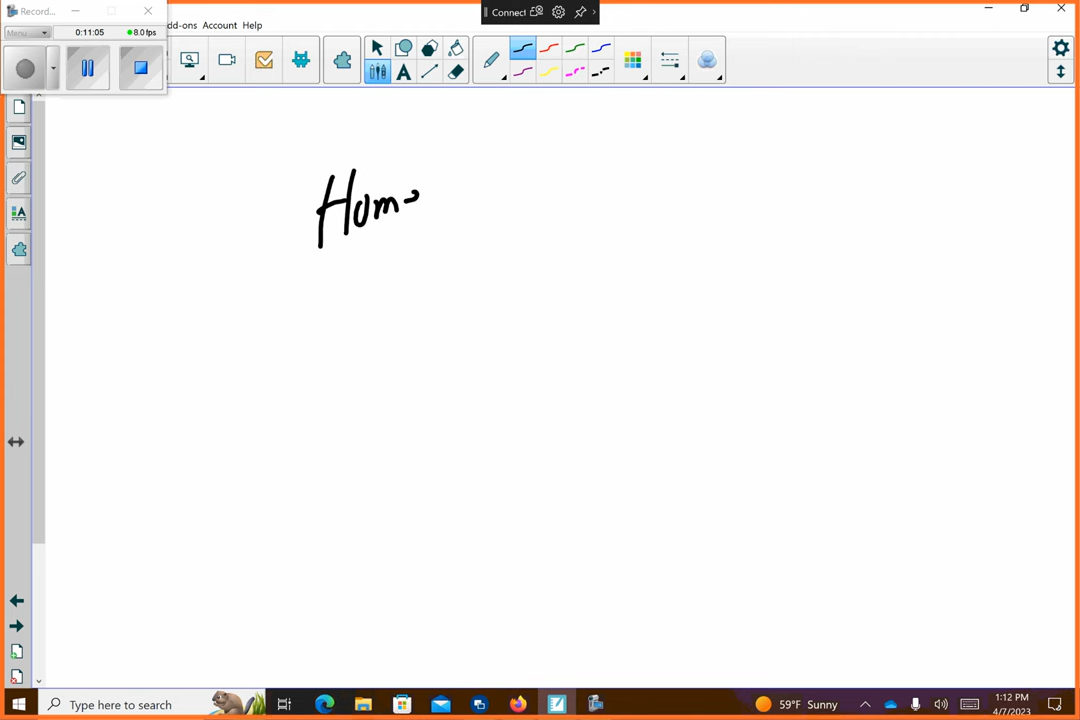 Record...
Menu
0:11:05
8.0 fps
Connect
dd-ons Account Help
Hom
Type here to search
59°F Sunny
1:12 PM
4/7/2023